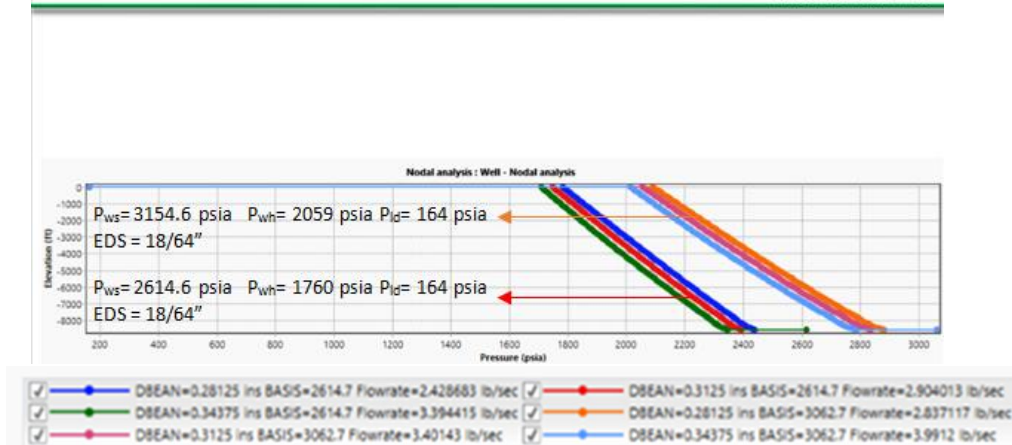 Nodal analysis : Well - Nodal analysis
Elevation (ft)
0
-1000
-2000
-3000
-4000
-5000
-6000
-7000
-8000
Pws= 3154.6 psia Pwh= 2059 psia Pld= 164 psia
EDS = 18/64”
Pws= 2614.6 psia Pwh= 1760 psia Pld= 164 psia
EDS = 18/64”
200 400 600 800 1000 1200 1400 1600 1800 2000 2200 2400 2600 2800 3000
Pressure (psia)
DBEAN=0.28125 ins BASIS=2614.7 Flowrate=2.428683 lb/sec DBEAN=0.3125 ins BASIS=2614.7 Flowrate=2.904013 lb/sec
DBEAN=0.34375 ins BASIS=2614.7 Flowrate=3.394415 lb/sec DBEAN=0.28125 ins BASIS=3062.7 Flowrate=2.837117 lb/sec
DBEAN=0.3125 ins BASIS=3062.7 Flowrate=3.40143 lb/sec DBEAN=0.34375 ins BASIS=3062.7 Flowrate=3.9912 lb/sec